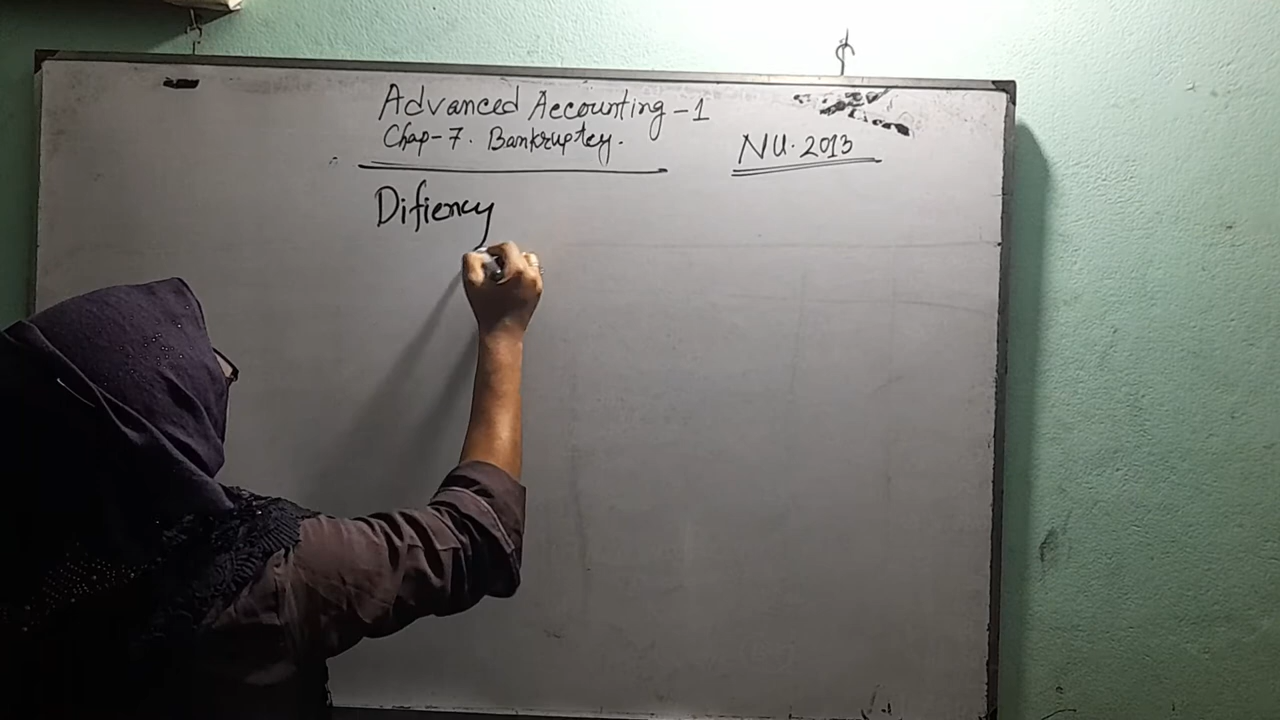 Advanced Accounting - 1
Chap - 7. Bankruptcy.
NU. 2013
Difiency